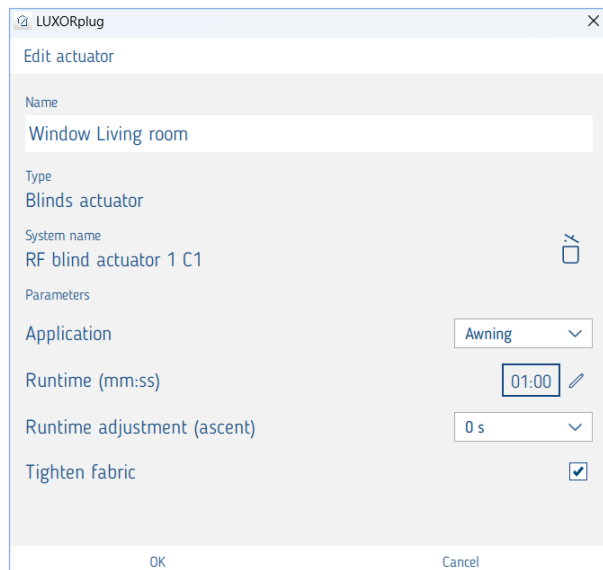 LUXORplug
Edit actuator
Name
Window Living room
Type
Blinds actuator
System name
RF blind actuator 1 C1
Parameters
Application Awning
Runtime (mm:ss) 01:00
Runtime adjustment (ascent) 0 s
Tighten fabric
OK Cancel